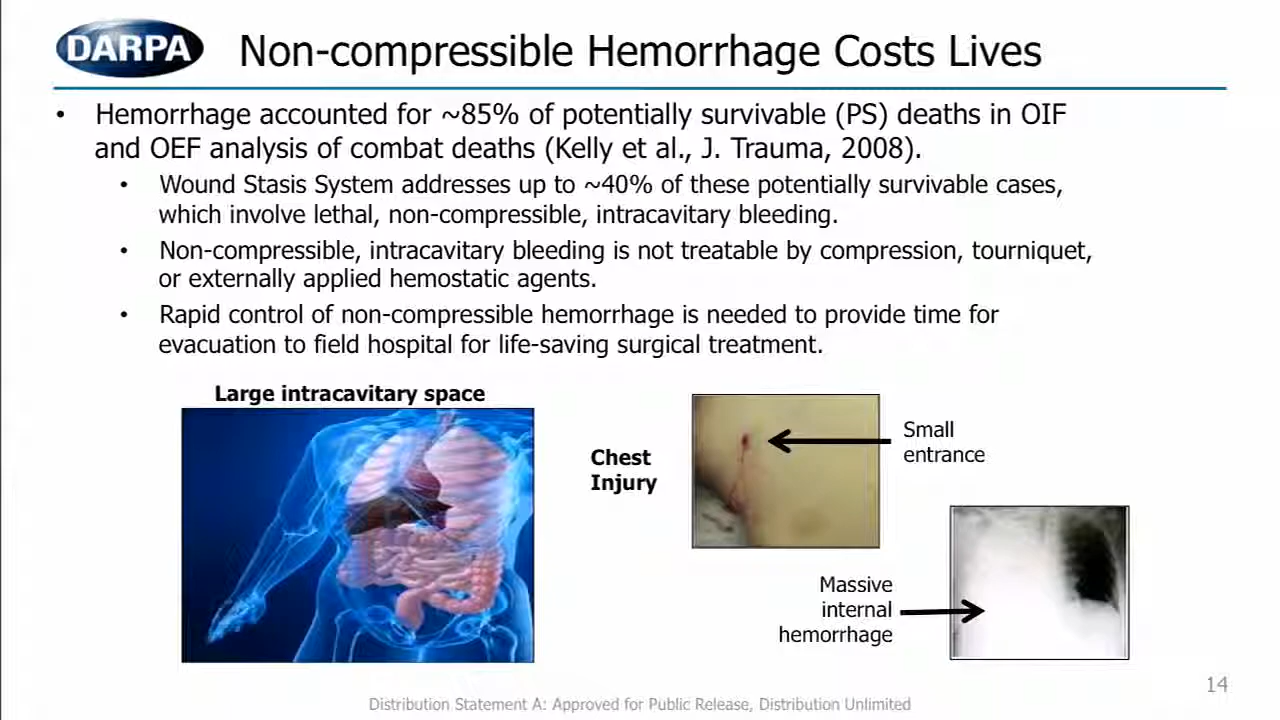 DARPA
Non-compressible Hemorrhage Costs Lives
• Hemorrhage accounted for ~85% of potentially survivable (PS) deaths in OIF
and OEF analysis of combat deaths (Kelly et al., J. Trauma, 2008).
• Wound Stasis System addresses up to ~40% of these potentially survivable cases,
which involve lethal, non-compressible, intracavitary bleeding.
• Non-compressible, intracavitary bleeding is not treatable by compression, tourniquet,
or externally applied hemostatic agents.
• Rapid control of non-compressible hemorrhage is needed to provide time for
evacuation to field hospital for life-saving surgical treatment.
Large intracavitary space
Chest
Injury
Small
entrance
Massive
internal
hemorrhage
14
Distribution Statement A: Approved for Public Release, Distribution Unlimited